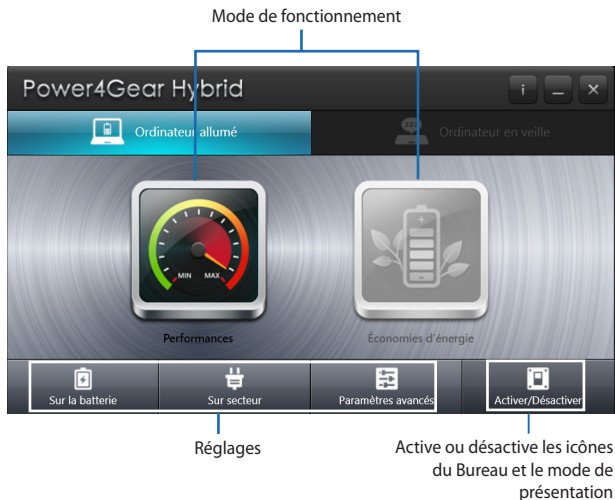 Mode de fonctionnement
Power4Gear Hybrid
i
Ordinateur allumé
zzz
Ordinateur en veille
MIN MAX
Performances
Économies d'énergie
Sur la batterie
Sur secteur
Paramètres avancés
Activer/Désactiver
Réglages
Active ou désactive les icônes
du Bureau et le mode de
présentation